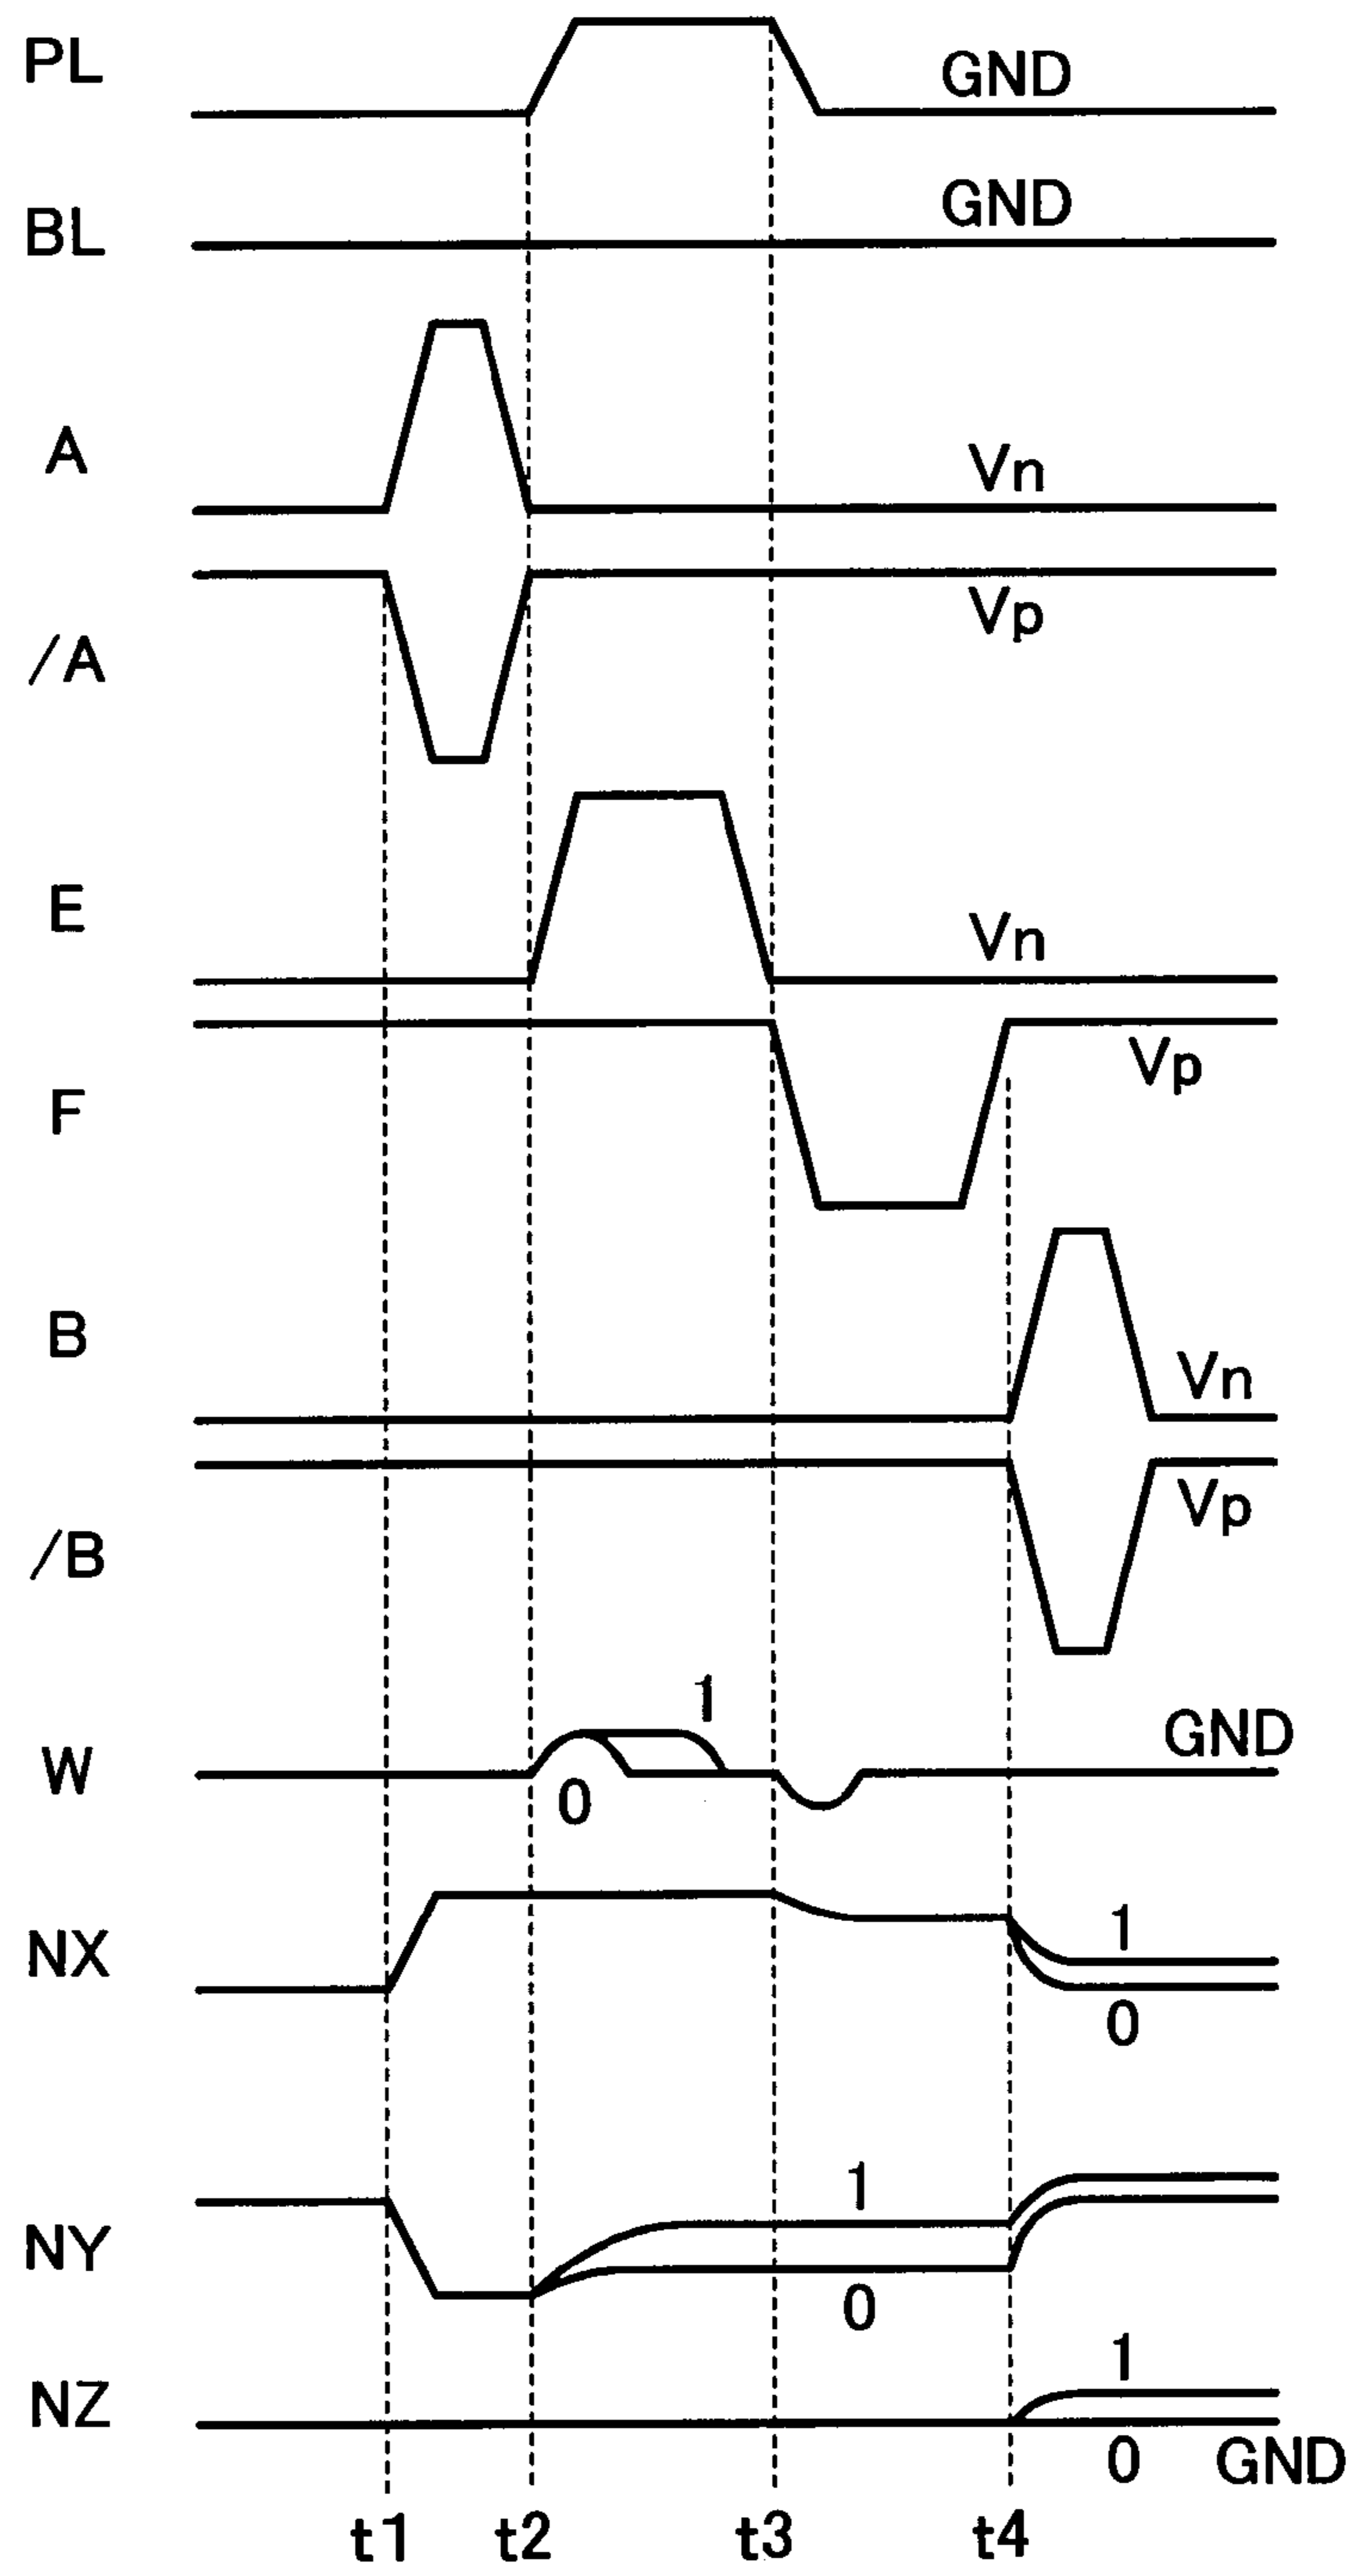 PL GND
BL GND
A Vn
/A Vp
E Vn
F Vp
B Vn
/B Vp
1
W GND
0
NX 1
0
1
NY
0
1
NZ
0 GND
t1 t2 t3 t4